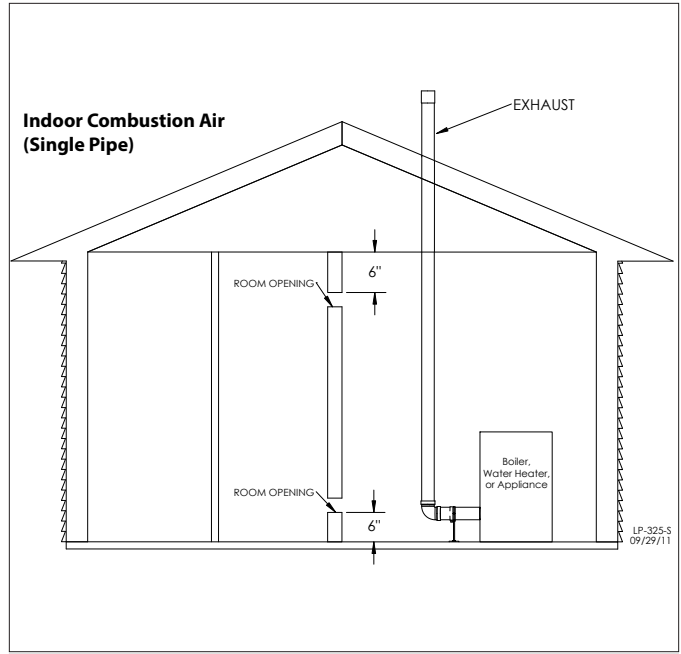 Indoor Combustion Air
(Single Pipe)
EXHAUST
6"
ROOM OPENING
Boiler,
Water Heater,
or Appliance
ROOM OPENING
6"
LP-325-S
09/29/11